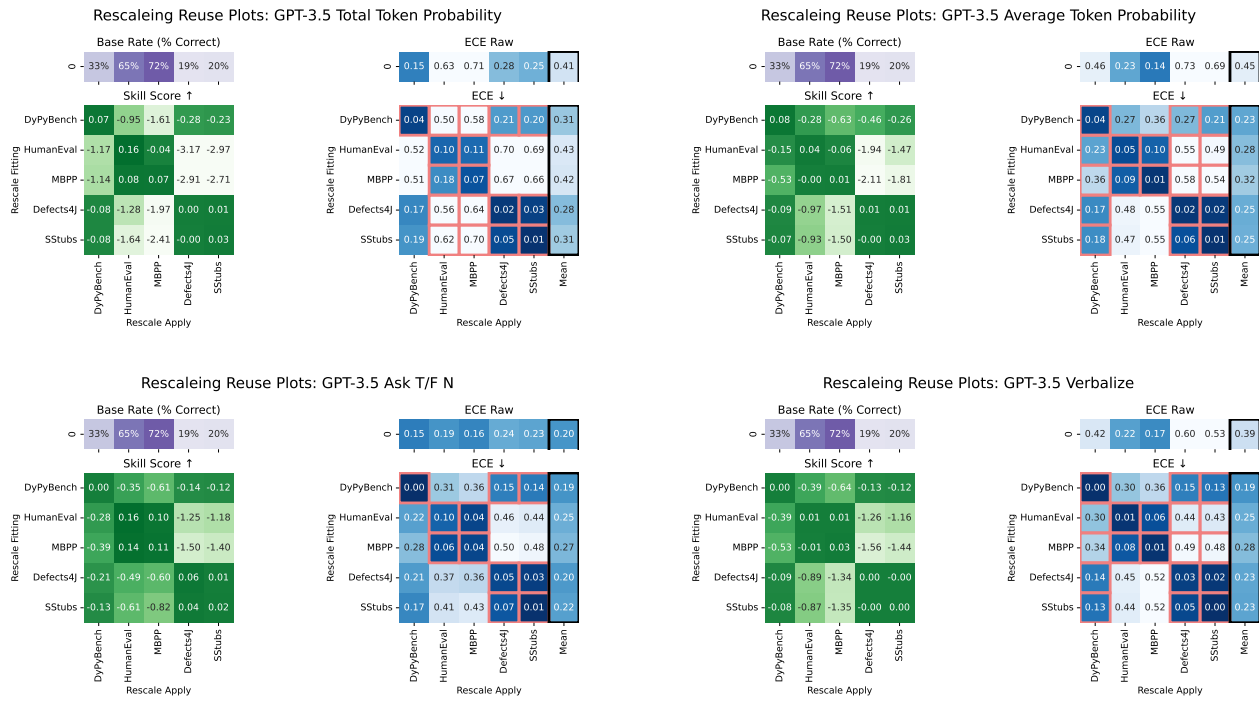 Rescaleing Reuse Plots: GPT-3.5 Total Token Probability
Base Rate (% Correct)
0 33% 65% 72% 19% 20%
Skill Score ↑
Rescale Fitting
DyPyBench 0.07 -0.95 -1.61 -0.28 -0.23
HumanEval -1.17 0.16 -0.04 -3.17 -2.97
MBPP -1.14 0.08 0.07 -2.91 -2.71
Defects4J -0.08 -1.28 -1.97 0.00 0.01
SStubs -0.08 -1.64 -2.41 -0.00 0.03
DyPyBench HumanEval MBPP Defects4J SStubs
Rescale Apply
ECE Raw
0 0.15 0.63 0.71 0.28 0.25 0.41
ECE ↓
Rescale Fitting
DyPyBench 0.04 0.50 0.58 0.21 0.20 0.31
HumanEval 0.52 0.10 0.11 0.70 0.69 0.43
MBPP 0.51 0.18 0.07 0.67 0.66 0.42
Defects4J 0.17 0.56 0.64 0.02 0.03 0.28
SStubs 0.19 0.62 0.70 0.05 0.01 0.31
DyPyBench HumanEval MBPP Defects4J SStubs Mean
Rescale Apply
Rescaleing Reuse Plots: GPT-3.5 Average Token Probability
Base Rate (% Correct)
0 33% 65% 72% 19% 20%
Skill Score ↑
Rescale Fitting
DyPyBench 0.08 -0.28 -0.63 -0.46 -0.26
HumanEval -0.15 0.04 -0.06 -1.94 -1.47
MBPP -0.53 -0.00 0.01 -2.11 -1.81
Defects4J -0.09 -0.97 -1.51 0.01 0.01
SStubs -0.07 -0.93 -1.50 -0.00 0.03
DyPyBench HumanEval MBPP Defects4J SStubs
Rescale Apply
ECE Raw
0 0.46 0.23 0.14 0.73 0.69 0.45
ECE ↓
Rescale Fitting
DyPyBench 0.04 0.27 0.36 0.27 0.21 0.23
HumanEval 0.23 0.05 0.10 0.55 0.49 0.28
MBPP 0.36 0.09 0.01 0.58 0.54 0.32
Defects4J 0.17 0.48 0.55 0.02 0.02 0.25
SStubs 0.18 0.47 0.55 0.06 0.01 0.25
DyPyBench HumanEval MBPP Defects4J SStubs Mean
Rescale Apply
Rescaleing Reuse Plots: GPT-3.5 Ask T/F N
Base Rate (% Correct)
0 33% 65% 72% 19% 20%
Skill Score ↑
Rescale Fitting
DyPyBench 0.00 -0.35 -0.61 -0.14 -0.12
HumanEval -0.28 0.16 0.10 -1.25 -1.18
MBPP -0.39 0.14 0.11 -1.50 -1.40
Defects4J -0.21 -0.49 -0.60 0.06 0.01
SStubs -0.13 -0.61 -0.82 0.04 0.02
DyPyBench HumanEval MBPP Defects4J SStubs
Rescale Apply
ECE Raw
0 0.15 0.19 0.16 0.24 0.23 0.20
ECE ↓
Rescale Fitting
DyPyBench 0.00 0.31 0.36 0.15 0.14 0.19
HumanEval 0.22 0.10 0.04 0.46 0.44 0.25
MBPP 0.28 0.06 0.04 0.50 0.48 0.27
Defects4J 0.21 0.37 0.36 0.05 0.03 0.20
SStubs 0.17 0.41 0.43 0.07 0.01 0.22
DyPyBench HumanEval MBPP Defects4J SStubs Mean
Rescale Apply
Rescaleing Reuse Plots: GPT-3.5 Verbalize
Base Rate (% Correct)
0 33% 65% 72% 19% 20%
Skill Score ↑
Rescale Fitting
DyPyBench 0.00 -0.39 -0.64 -0.13 -0.12
HumanEval -0.39 0.01 0.01 -1.26 -1.16
MBPP -0.53 -0.01 0.03 -1.56 -1.44
Defects4J -0.09 -0.89 -1.34 0.00 -0.00
SStubs -0.08 -0.87 -1.35 -0.00 0.00
DyPyBench HumanEval MBPP Defects4J SStubs
Rescale Apply
ECE Raw
0 0.42 0.22 0.17 0.60 0.53 0.39
ECE ↓
Rescale Fitting
DyPyBench 0.00 0.30 0.36 0.15 0.13 0.19
HumanEval 0.30 0.01 0.06 0.44 0.43 0.25
MBPP 0.34 0.08 0.01 0.49 0.48 0.28
Defects4J 0.14 0.45 0.52 0.03 0.02 0.23
SStubs 0.13 0.44 0.52 0.05 0.00 0.23
DyPyBench HumanEval MBPP Defects4J SStubs Mean
Rescale Apply